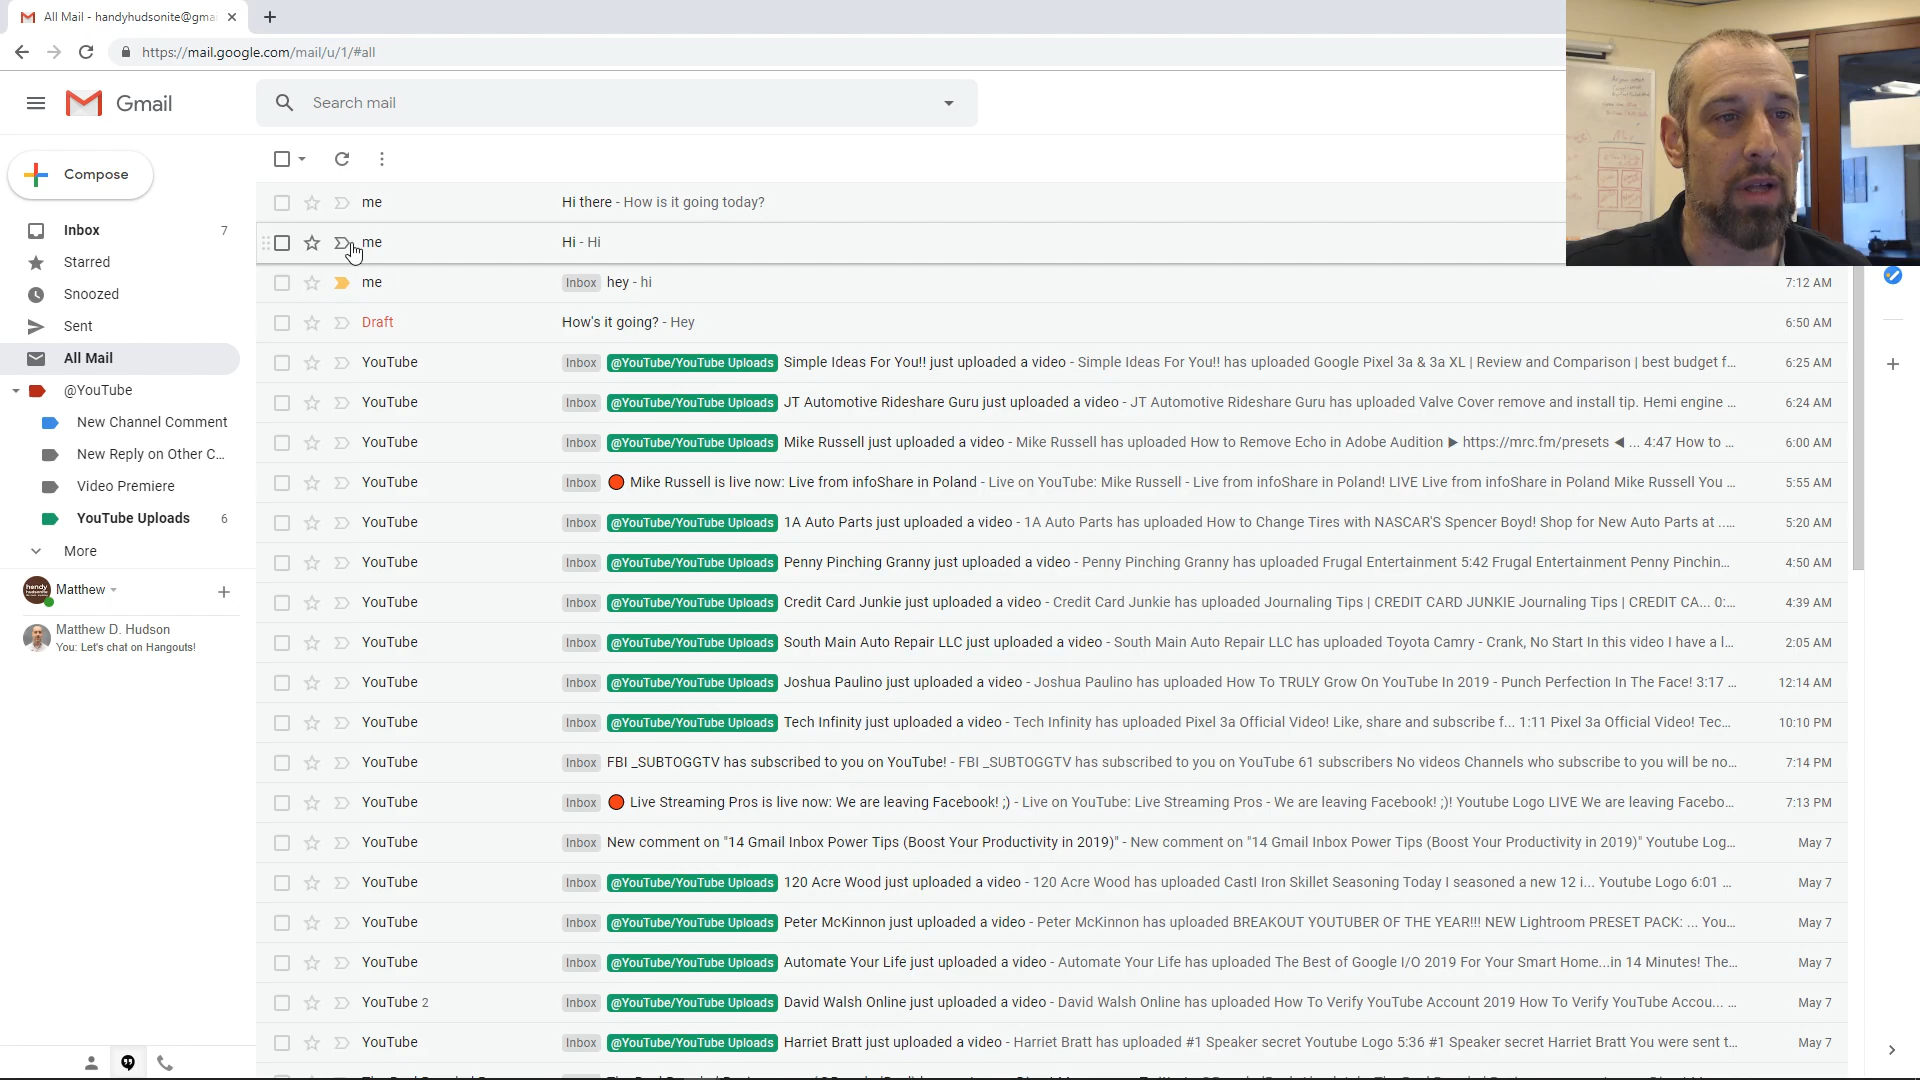 All Mail - handyhudsonite@gma
https://mail.google.com/mail/u/1/#all
Gmail
Search mail
Compose
Inbox 7
Starred
Snoozed
Sent
All Mail
@YouTube
New Channel Comment
New Reply on Other C...
Video Premiere
YouTube Uploads 6
More
Matthew
Matthew D. Hudson
You: Let's chat on Hangouts!
me Hi there - How is it going today?
me Hi - Hi
me Inbox hey - hi 7:12 AM
Draft How's it going? - Hey 6:50 AM
YouTube Inbox @YouTube/YouTube Uploads Simple Ideas For You!! just uploaded a video - Simple Ideas For You!! has uploaded Google Pixel 3a & 3a XL | Review and Comparison | best budget f... 6:25 AM
YouTube Inbox @YouTube/YouTube Uploads JT Automotive Rideshare Guru just uploaded a video - JT Automotive Rideshare Guru has uploaded Valve Cover remove and install tip. Hemi engine ... 6:24 AM
YouTube Inbox @YouTube/YouTube Uploads Mike Russell just uploaded a video - Mike Russell has uploaded How to Remove Echo in Adobe Audition ▶ https://mrc.fm/presets ◀ ... 4:47 How to ... 6:00 AM
YouTube Inbox 🔴 Mike Russell is live now: Live from infoShare in Poland - Live on YouTube: Mike Russell - Live from infoShare in Poland! LIVE Live from infoShare in Poland Mike Russell You ... 5:55 AM
YouTube Inbox @YouTube/YouTube Uploads 1A Auto Parts just uploaded a video - 1A Auto Parts has uploaded How to Change Tires with NASCAR'S Spencer Boyd! Shop for New Auto Parts at ..... 5:20 AM
YouTube Inbox @YouTube/YouTube Uploads Penny Pinching Granny just uploaded a video - Penny Pinching Granny has uploaded Frugal Entertainment 5:42 Frugal Entertainment Penny Pinchin... 4:50 AM
YouTube Inbox @YouTube/YouTube Uploads Credit Card Junkie just uploaded a video - Credit Card Junkie has uploaded Journaling Tips | CREDIT CARD JUNKIE Journaling Tips | CREDIT CA... 0:... 4:39 AM
YouTube Inbox @YouTube/YouTube Uploads South Main Auto Repair LLC just uploaded a video - South Main Auto Repair LLC has uploaded Toyota Camry - Crank, No Start In this video I have a l... 2:05 AM
YouTube Inbox @YouTube/YouTube Uploads Joshua Paulino just uploaded a video - Joshua Paulino has uploaded How To TRULY Grow On YouTube In 2019 - Punch Perfection In The Face! 3:17 ... 12:14 AM
YouTube Inbox @YouTube/YouTube Uploads Tech Infinity just uploaded a video - Tech Infinity has uploaded Pixel 3a Official Video! Like, share and subscribe f... 1:11 Pixel 3a Official Video! Tec... 10:10 PM
YouTube Inbox FBI _SUBTOGGTV has subscribed to you on YouTube! - FBI _SUBTOGGTV has subscribed to you on YouTube 61 subscribers No videos Channels who subscribe to you will be no... 7:14 PM
YouTube Inbox 🔴 Live Streaming Pros is live now: We are leaving Facebook! ;) - Live on YouTube: Live Streaming Pros - We are leaving Facebook! ;)! Youtube Logo LIVE We are leaving Facebo... 7:13 PM
YouTube Inbox New comment on "14 Gmail Inbox Power Tips (Boost Your Productivity in 2019)" - New comment on "14 Gmail Inbox Power Tips (Boost Your Productivity in 2019)" Youtube Log... May 7
YouTube Inbox @YouTube/YouTube Uploads 120 Acre Wood just uploaded a video - 120 Acre Wood has uploaded CastI Iron Skillet Seasoning Today I seasoned a new 12 i... Youtube Logo 6:01 ... May 7
YouTube Inbox @YouTube/YouTube Uploads Peter McKinnon just uploaded a video - Peter McKinnon has uploaded BREAKOUT YOUTUBER OF THE YEAR!!! NEW Lightroom PRESET PACK: ... You... May 7
YouTube Inbox @YouTube/YouTube Uploads Automate Your Life just uploaded a video - Automate Your Life has uploaded The Best of Google I/O 2019 For Your Smart Home...in 14 Minutes! The... May 7
YouTube 2 Inbox @YouTube/YouTube Uploads David Walsh Online just uploaded a video - David Walsh Online has uploaded How To Verify YouTube Account 2019 How To Verify YouTube Accou... ... May 7
YouTube Inbox @YouTube/YouTube Uploads Harriet Bratt just uploaded a video - Harriet Bratt has uploaded #1 Speaker secret Youtube Logo 5:36 #1 Speaker secret Harriet Bratt You were sent t... May 7